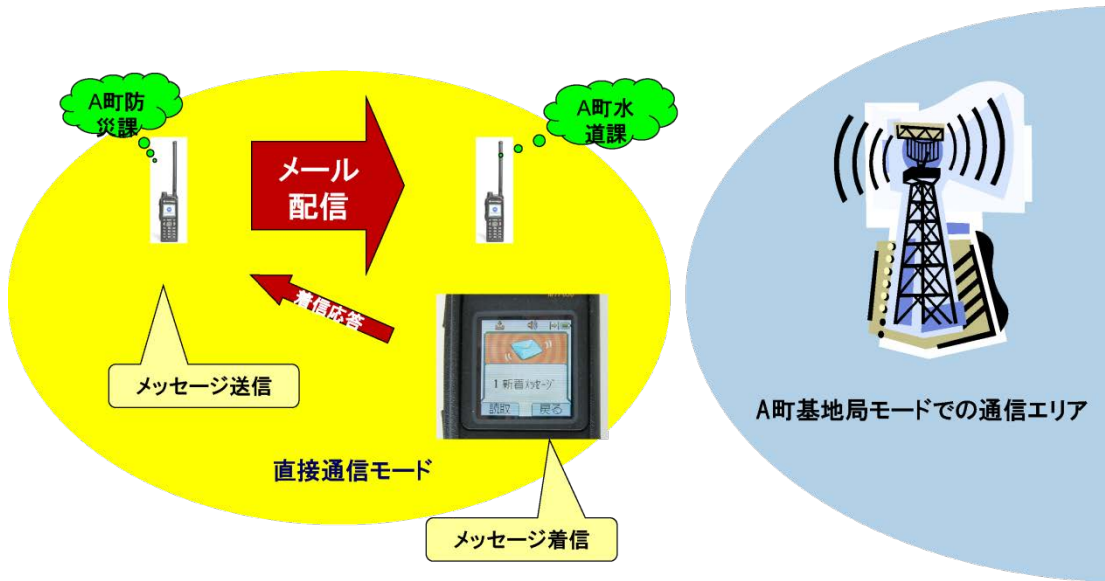 A町防
災課
A町水
道課
メール
配信
着信応答
1 新着メッセージ
読取
戻る
メッセージ送信
A町基地局モードでの通信エリア
直接通信モード
メッセージ着信